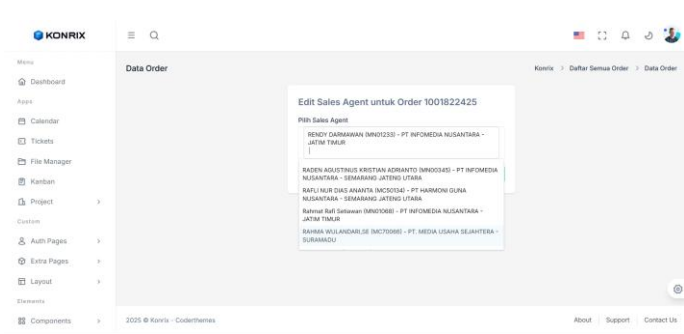 KONRIX
Menu
Dashboard
Apps
Calendar
Tickets
File Manager
Kanban
Project
Custom
Auth Pages
Extra Pages
Layout
Elements
Components
Data Order
Konrix > Daftar Semua Order > Data Order
Edit Sales Agent untuk Order 1001822425
Pilih Sales Agent
RENDY DARMAWAN (MN01233) - PT INFOMEDIA NUSANTARA -
JATIM TIMUR
RADEN AGUSTINUS KRISTIAN ADRIANTO (MN00345) - PT INFOMEDIA
NUSANTARA - SEMARANG JATENG UTARA
RAFLI NUR DIAS ANANTA (MC50134) - PT HARMONI GUNA
NUSANTARA - SEMARANG JATENG UTARA
Rahmat Rafi Setiawan (MN01068) - PT INFOMEDIA NUSANTARA -
JATIM TIMUR
RAHMA WULANDARI,SE (MC70986) - PT. MEDIA USAHA SEJAHTERA -
SURAMADU
2025 © Konrix - Coderthemes
About Support Contact Us